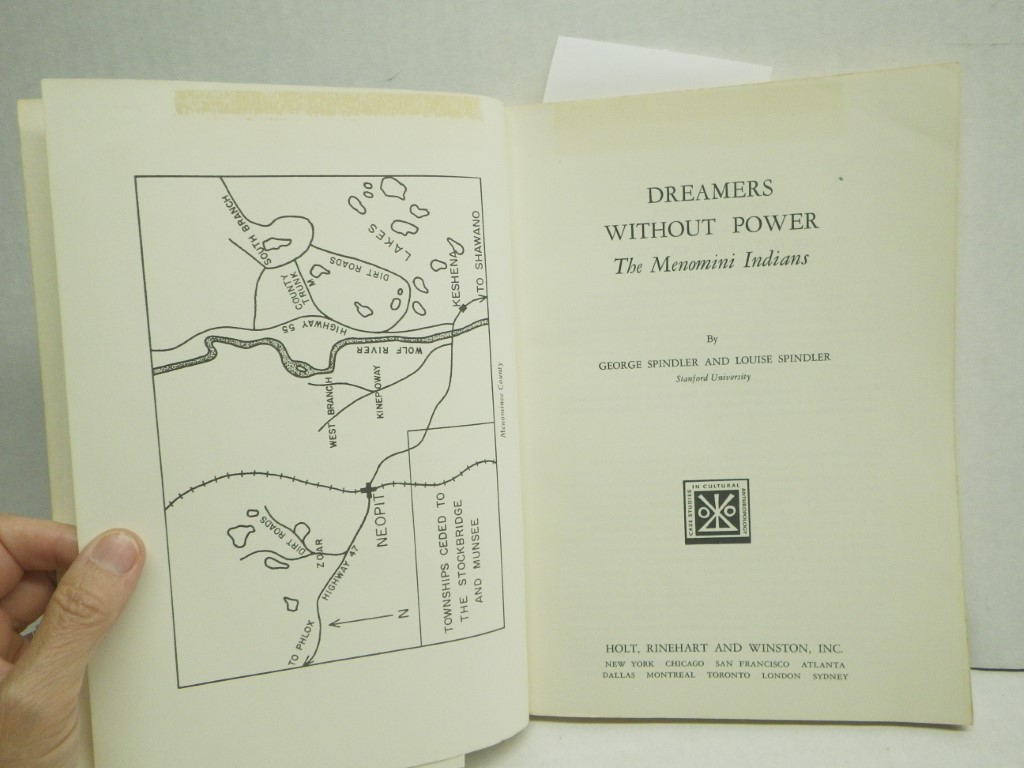 SOUTH BRANCH
LAKES
DIRT ROADS
COUNTY
TRUNK
KESHENA
TO SHAWANO
HIGHWAY 55
WOLF RIVER
WEST BRANCH
KINEPOWAY
Menominee County
NEOPIT
DIRT ROADS
ZOAR
HIGHWAY 47
TO PHLOX
N
TOWNSHIPS CEDED TO
THE STOCKBRIDGE
AND MUNSEE
DREAMERS
WITHOUT POWER
The Menomini Indians
By
GEORGE SPINDLER AND LOUISE SPINDLER
Stanford University
CASE STUDIES
IN CULTURAL
ANTHROPOLOGY
HOLT, RINEHART AND WINSTON, INC.
NEW YORK CHICAGO SAN FRANCISCO ATLANTA
DALLAS MONTREAL TORONTO LONDON SYDNEY